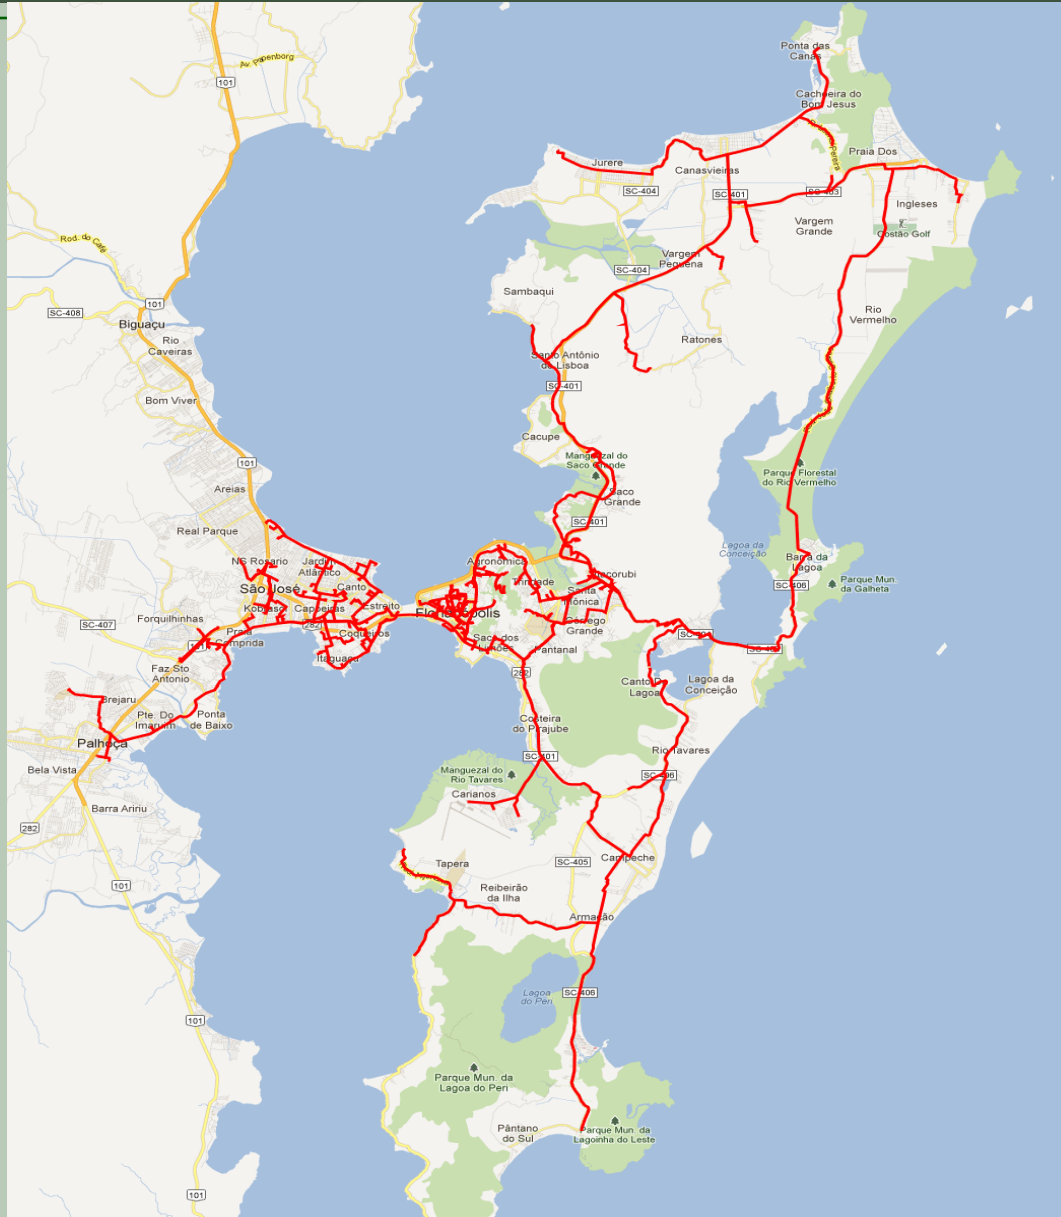 Ponta das
Canas
Av. pa
Denborg
101
Cachoeira do
Bom Jesus
Praia Dos
Jurere
Canasvieiras
SC-404
SC-401
SC-403
Ingleses
Vargem
Grande
Costão Golf
Rod. do Café
Vargem
Pequena
SC-404
Sambaqui
101
SC-408
Biguaçu
Rio
Vermelho
Rio
Caveiras
Ratones
Santo Antônio
de Lisboa
SC-401
Bom Viver
Cacupe
Manguezal do
Saco Grande
101
Parque Florestal
do Rio Vermelho
Areias
Saco
Grande
SC-401
Real Parque
Lagoa da
Conceição
Barra da
Lagoa
NS Rosario
Jardim
Atlântico
Agronomica
Trindade
Itacorubi
SC-406
Parque Mun.
da Galheta
São José
Canto
Santa
Mônica
Kobrasol
Capoeiras
Estreito
Florianópolis
Forquilhinhas
SC-407
282
Coqueiros
Córrego
Grande
Praia
Comprida
101
Saco dos
Limões
Pantanal
Itaguaçu
Faz Sto
Antonio
282
Canto D
Lagoa
Lagoa da
Conceição
Brejaru
Pte. Do
Imaruim
Ponta
de Baixo
Costeira
do Pirajube
Palhoça
Rio Tavares
SC-401
Bela Vista
Manguezal do
Rio Tavares
SC-406
Carianos
Barra Aririu
282
Campeche
Tapera
SC-405
101
Reibeirão
da Ilha
Armação
Lagoa
do Peri
SC-406
101
Parque Mun. da
Lagoa do Peri
Pântano
do Sul
Parque Mun. da
Lagoinha do Leste
101